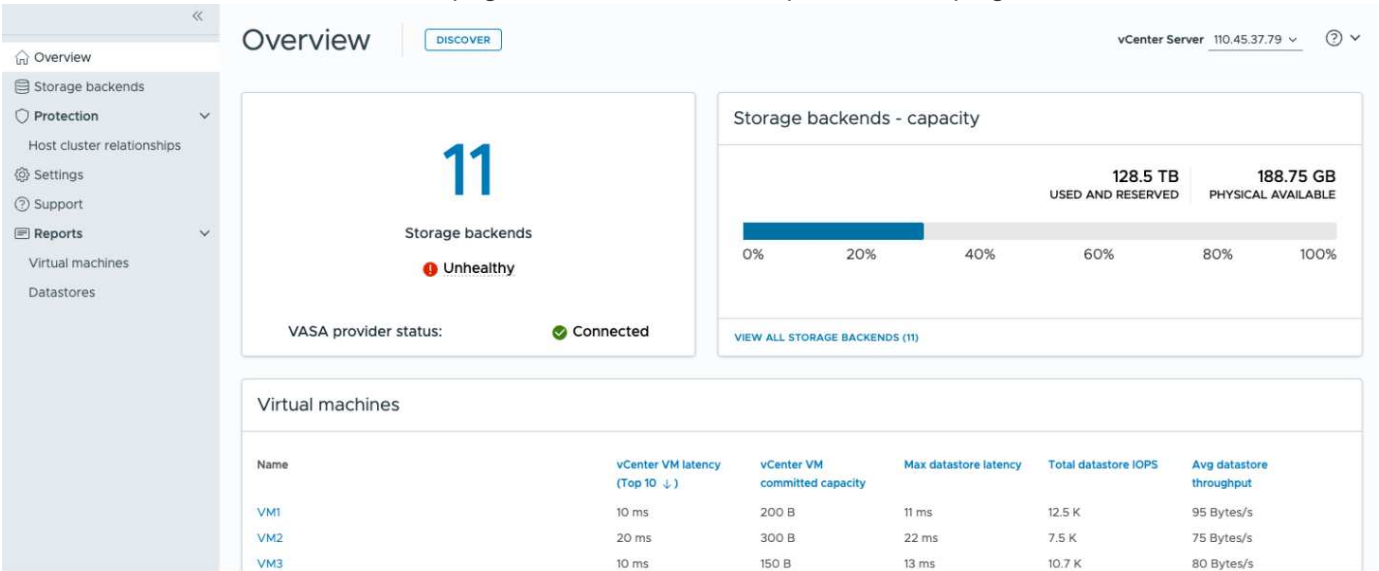 «
Overview
Storage backends
Protection
Host cluster relationships
Settings
Support
Reports
Virtual machines
Datastores
Overview
DISCOVER
vCenter Server 110.45.37.79
?
11
Storage backends
Unhealthy
VASA provider status: Connected
Storage backends - capacity
128.5 TB 188.75 GB
USED AND RESERVED PHYSICAL AVAILABLE
0% 20% 40% 60% 80% 100%
VIEW ALL STORAGE BACKENDS (11)
Virtual machines
Name vCenter VM latency vCenter VM Max datastore latency Total datastore IOPS Avg datastore
(Top 10 ↓) committed capacity throughput
VM1 10 ms 200 B 11 ms 12.5 K 95 Bytes/s
VM2 20 ms 300 B 22 ms 7.5 K 75 Bytes/s
VM3 10 ms 150 B 13 ms 10.7 K 80 Bytes/s